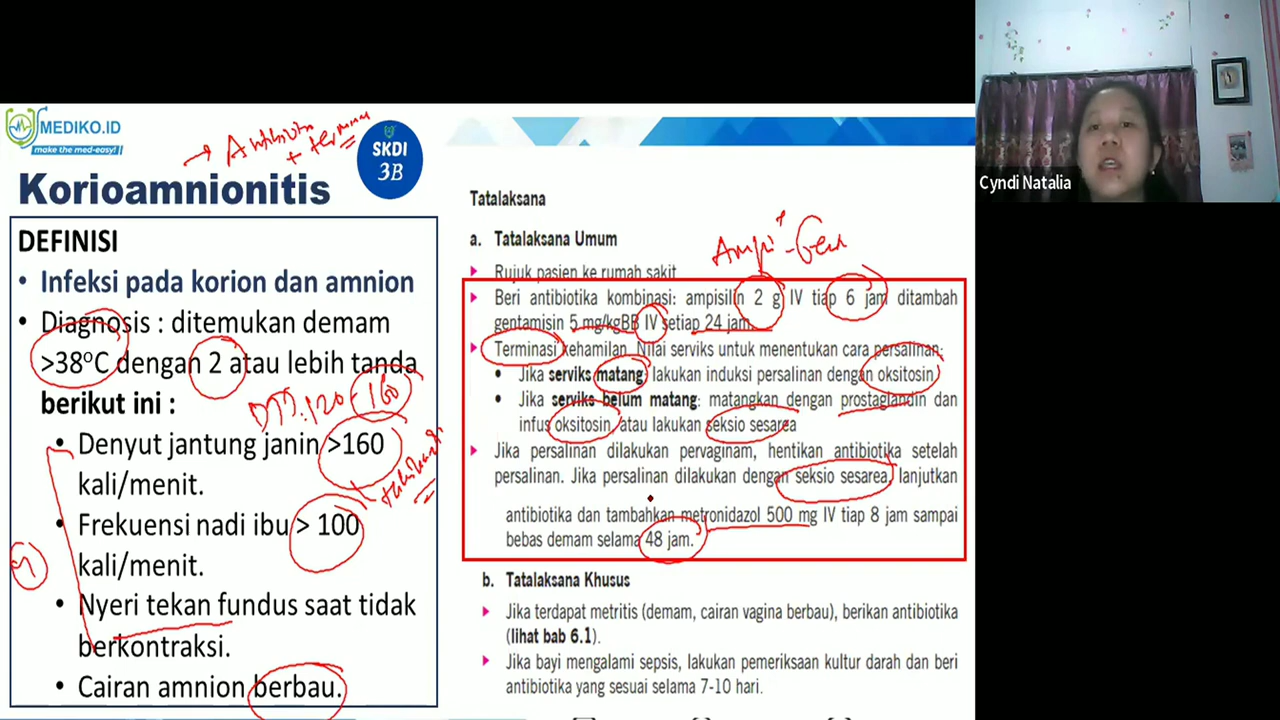 MEDIKO.ID
make the med-easy!
+ ter
SKDI
3B
Korioamnionitis
DEFINISI
• Infeksi pada korion dan amnion
• Diagnosis : ditemukan demam
>38°C dengan 2 atau lebih tanda
berikut ini :
DJJ: 120 - 160
• Denyut jantung janin >160
kali/menit.
• Frekuensi nadi ibu > 100
kali/menit.
• Nyeri tekan fundus saat tidak
berkontraksi.
• Cairan amnion berbau.
Tatalaksana
a. Tatalaksana Umum
Ampi - Gen
Rujuk pasien ke rumah sakit
Beri antibiotika kombinasi: ampisilin 2 g IV tiap 6 jam ditambah
gentamisin 5 mg/kgBB IV setiap 24 jam.
Terminasi kehamilan. Nilai serviks untuk menentukan cara persalinan:
• Jika serviks matang: lakukan induksi persalinan dengan oksitosin
• Jika serviks belum matang: matangkan dengan prostaglandin dan
infus oksitosin, atau lakukan seksio sesarea
Jika persalinan dilakukan pervaginam, hentikan antibiotika setelah
persalinan. Jika persalinan dilakukan dengan seksio sesarea, lanjutkan
antibiotika dan tambahkan metronidazol 500 mg IV tiap 8 jam sampai
bebas demam selama 48 jam.
b. Tatalaksana Khusus
Jika terdapat metritis (demam, cairan vagina berbau), berikan antibiotika
(lihat bab 6.1).
Jika bayi mengalami sepsis, lakukan pemeriksaan kultur darah dan beri
antibiotika yang sesuai selama 7-10 hari.
Cyndi Natalia